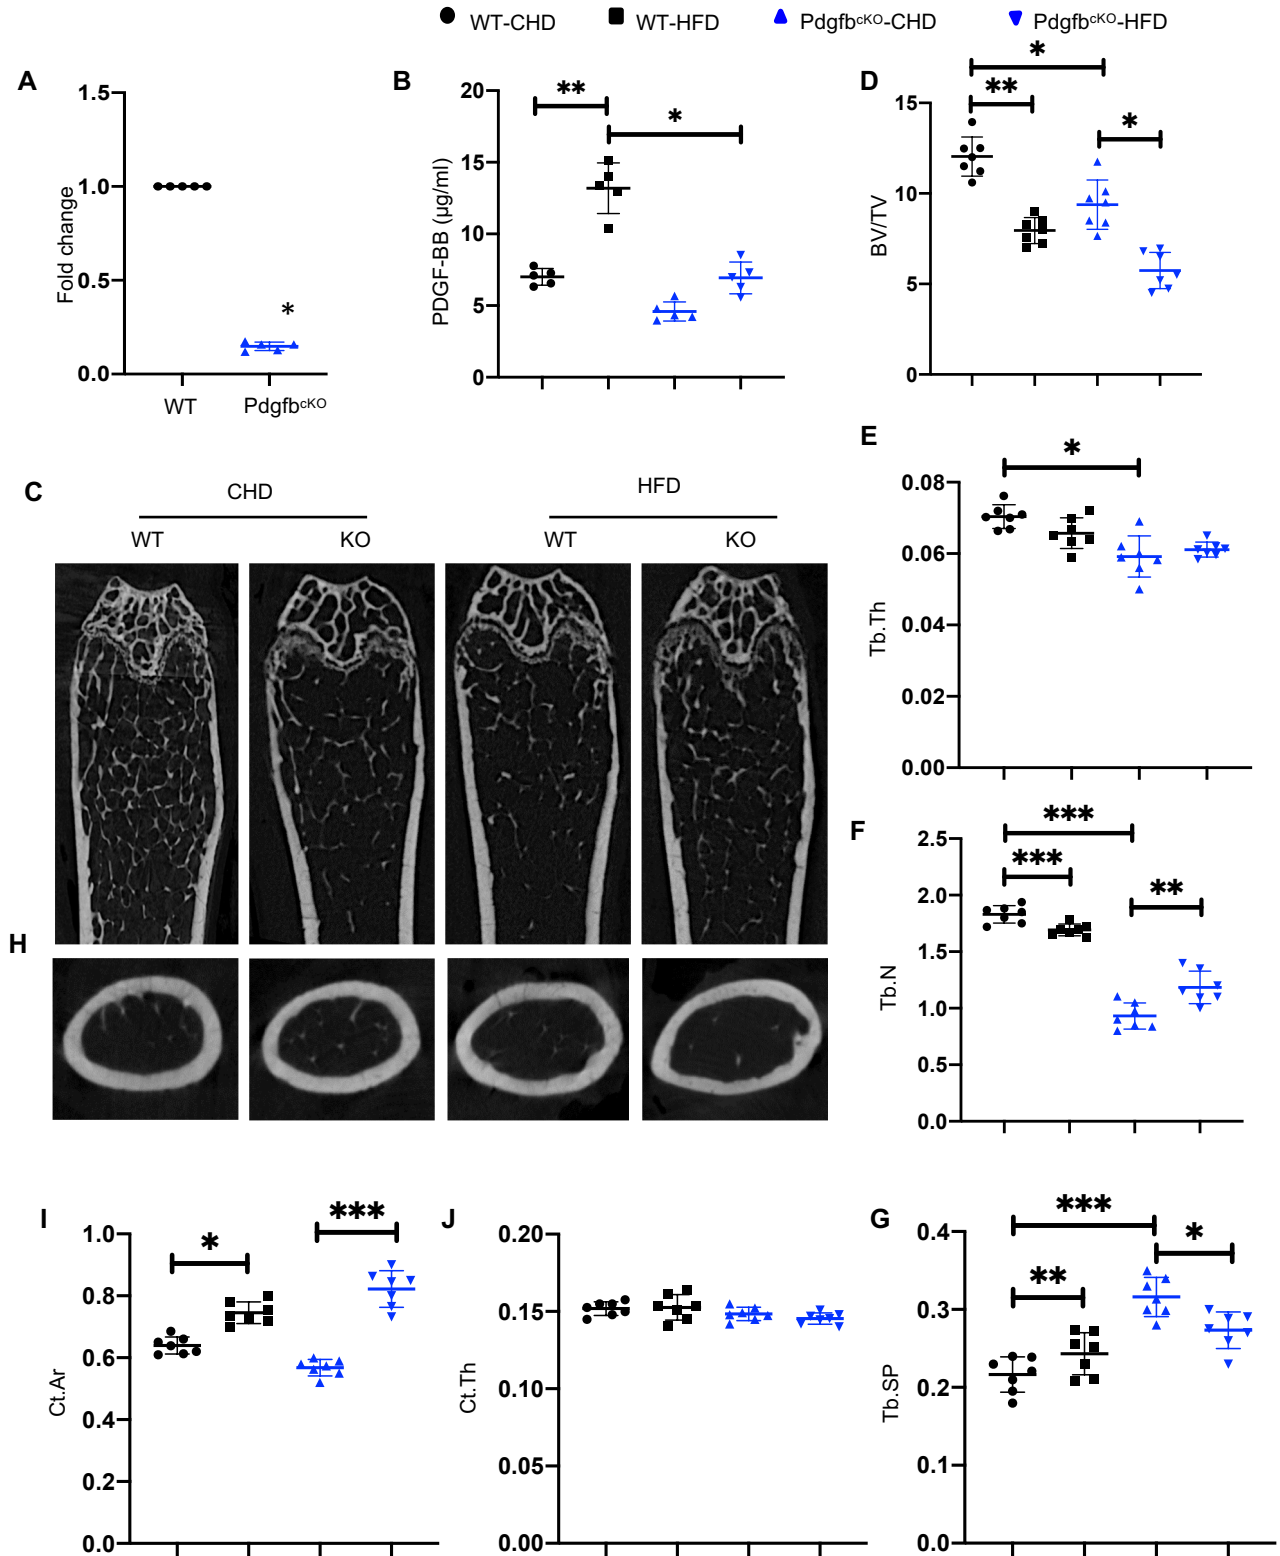 WT-CHD WT-HFD PdgfbcKO-CHD PdgfbcKO-HFD
A
1.5
1.0
0.5
0.0
Fold change
*
WT PdgfbcKO
B
20
15
10
5
0
PDGF-BB (µg/ml)
**
*
D
15
10
5
0
BV/TV
*
**
*
C
CHD HFD
WT KO WT KO
E
0.08
0.06
0.04
0.02
0.00
Tb.Th
*
F
2.5
2.0
1.5
1.0
0.5
0.0
Tb.N
***
***
**
H
I
1.0
0.8
0.6
0.4
0.2
0.0
Ct.Ar
*
***
J
0.20
0.15
0.10
0.05
0.00
Ct.Th
G
0.4
0.3
0.2
0.1
0.0
Tb.SP
***
*
**